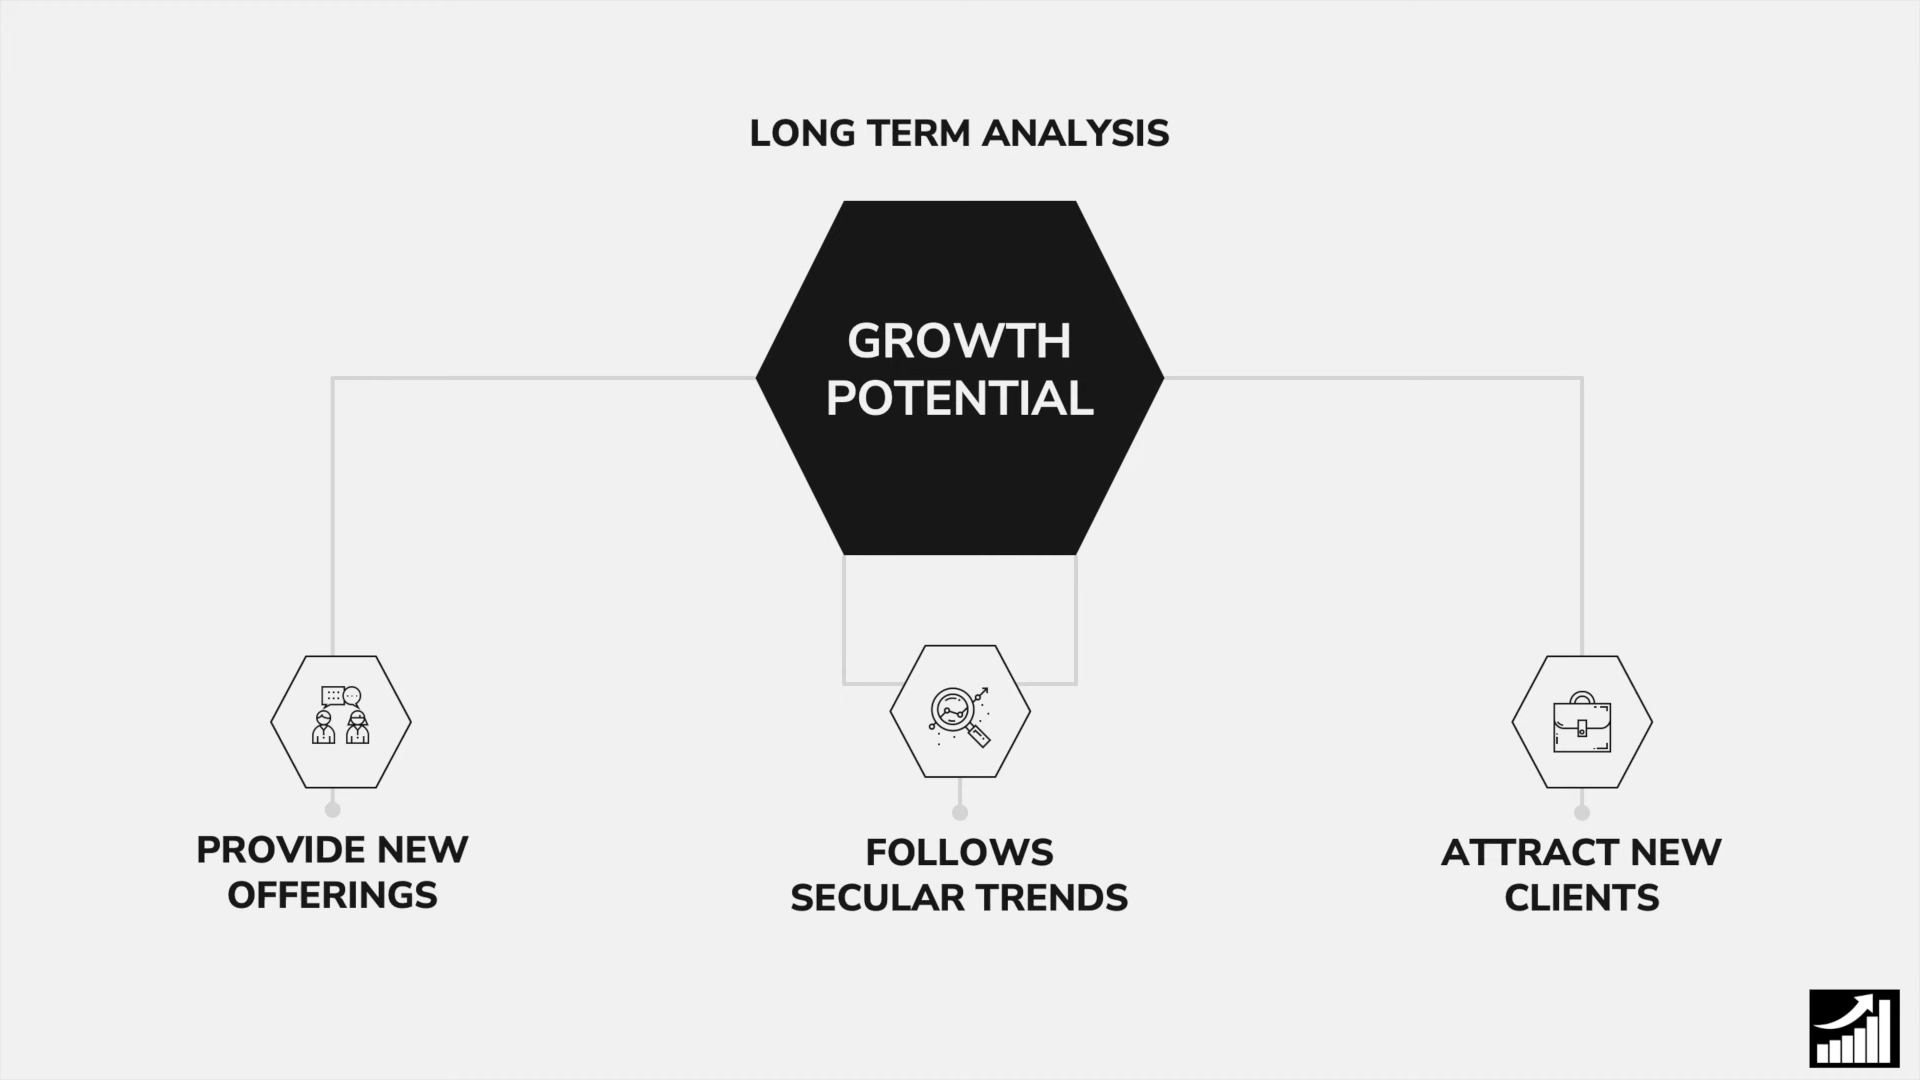 LONG TERM ANALYSIS
GROWTH
POTENTIAL
PROVIDE NEW
OFFERINGS
FOLLOWS
SECULAR TRENDS
ATTRACT NEW
CLIENTS